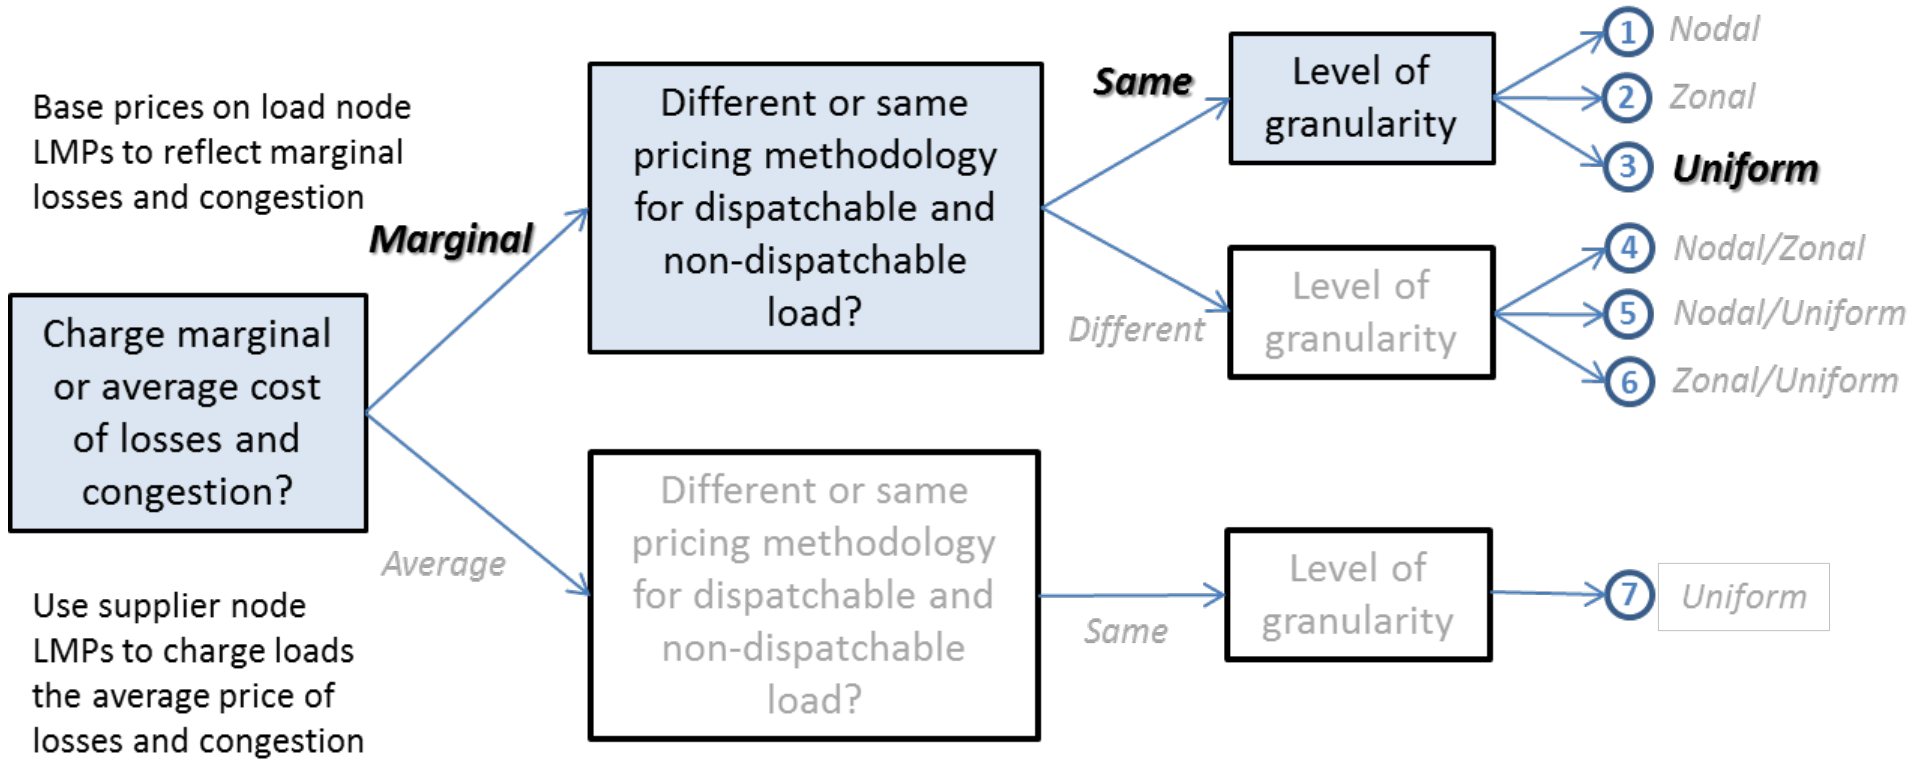 Base prices on load node
LMPs to reflect marginal
losses and congestion
Marginal
Charge marginal
or average cost
of losses and
congestion?
Average
Use supplier node
LMPs to charge loads
the average price of
losses and congestion
Different or same
pricing methodology
for dispatchable and
non-dispatchable
load?
Same
Level of
granularity
1 Nodal
2 Zonal
3 Uniform
Different
Level of
granularity
4 Nodal/Zonal
5 Nodal/Uniform
6 Zonal/Uniform
Different or same
pricing methodology
for dispatchable and
non-dispatchable
load?
Same
Level of
granularity
7 Uniform